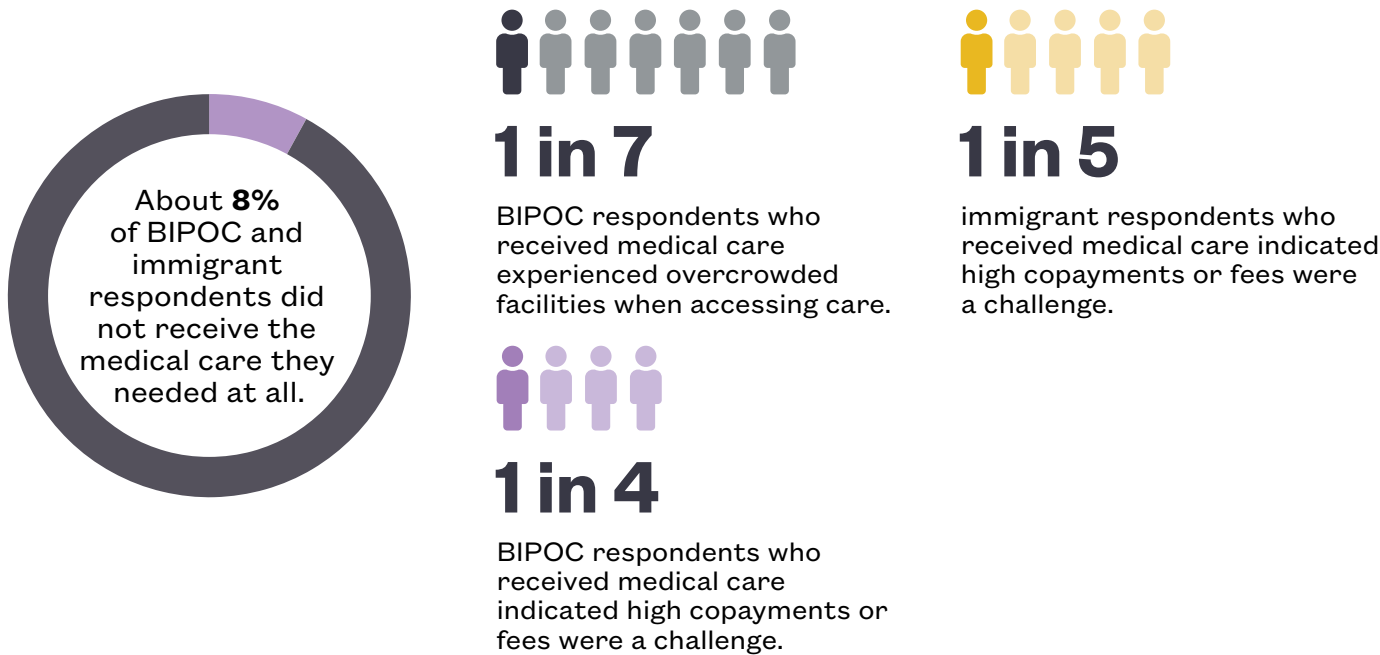 About 8%
of BIPOC and
immigrant
respondents did
not receive the
medical care they
needed at all.
1 in 7
BIPOC respondents who
received medical care
experienced overcrowded
facilities when accessing care.
1 in 5
immigrant respondents who
received medical care indicated
high copayments or fees were
a challenge.
1 in 4
BIPOC respondents who
received medical care
indicated high copayments or
fees were a challenge.